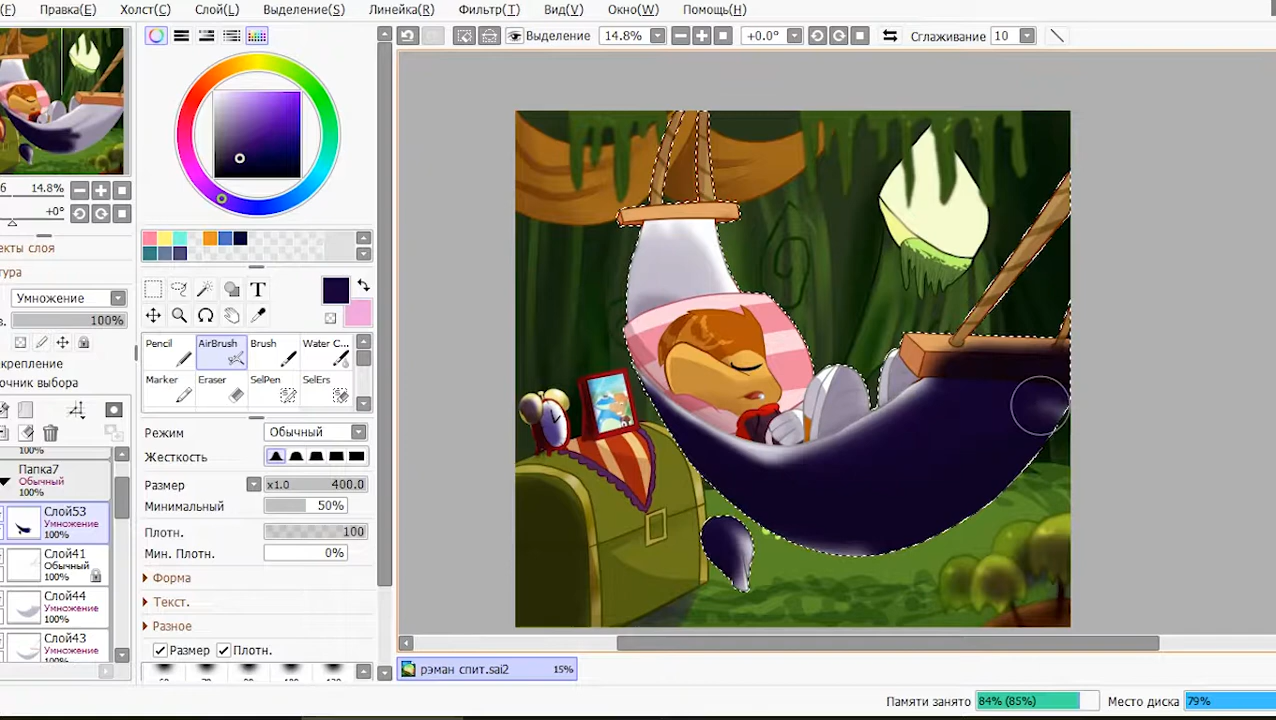 (F) Правка(E) Холст(C) Слой(L) Выделение(S) Линейка(R) Фильтр(T) Вид(V) Окно(W) Помощь(H)
Выделение 14.8% +0.0° Сглаживание 10
14.8%
+0°
екты слоя
тура
Умножение
в. 100%
крепление
очник выбора
100%
Папка7
Обычный
100%
Слой53
Умножение
100%
Слой41
Обычный
100%
Слой44
Умножение
100%
Слой43
Умножение
100%
T
Pencil AirBrush Brush Water C...
Marker Eraser SelPen SelErs
Режим Обычный
Жесткость
Размер x1.0 400.0
Минимальный 50%
Плотн. 100
Мин. Плотн. 0%
Форма
Текст.
Разное
Размер Плотн.
рэман спит.sai2 15%
Памяти занято 84% (85%) Место диска 79%